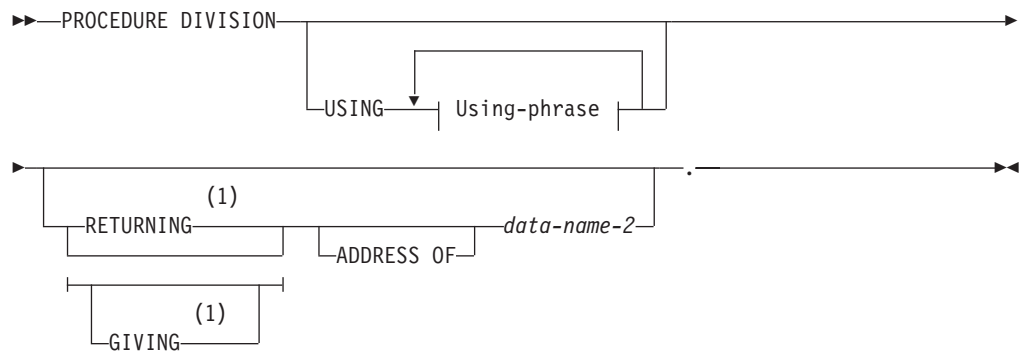 PROCEDURE DIVISION
USING Using-phrase
.
(1)
RETURNING data-name-2
ADDRESS OF
(1)
GIVING